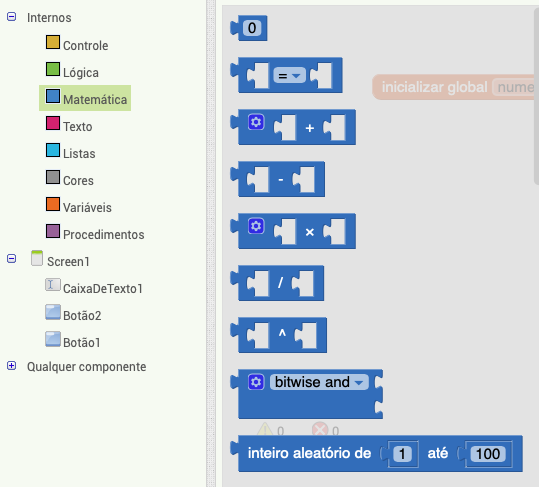 Internos
Controle
Lógica
Matemática
Texto
Listas
Cores
Variáveis
Procedimentos
Screen1
CaixaDeTexto1
Botão2
Botão1
Qualquer componente
0
=
inicializar global nume
+
-
×
/
^
bitwise and
0 0
inteiro aleatório de 1 até 100